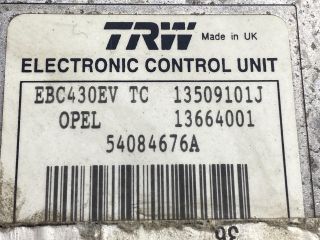 TRW Made in UK
ELECTRONIC CONTROL UNIT
EBC430EV TC 13509101J
OPEL 13664001
54084676A